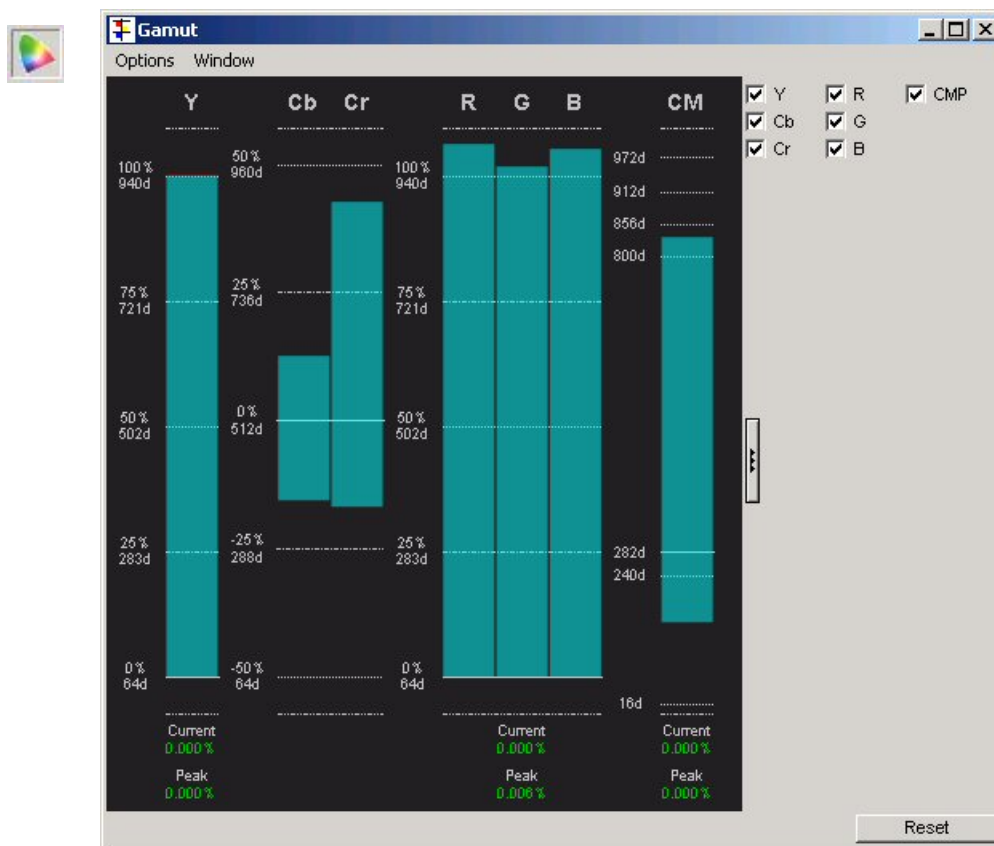 Gamut
Options Window
Y Cb Cr R G B CM
100%
940d
75%
721d
50%
502d
25%
283d
0%
64d
50%
960d
25%
736d
0%
512d
-25%
288d
-50%
64d
100%
940d
75%
721d
50%
502d
25%
283d
0%
64d
972d
912d
856d
800d
282d
240d
16d
Current
0.000%
Peak
0.000%
Current
0.000%
Peak
0.006%
Current
0.000%
Peak
0.000%
Y R CMP
Cb G
Cr B
Reset